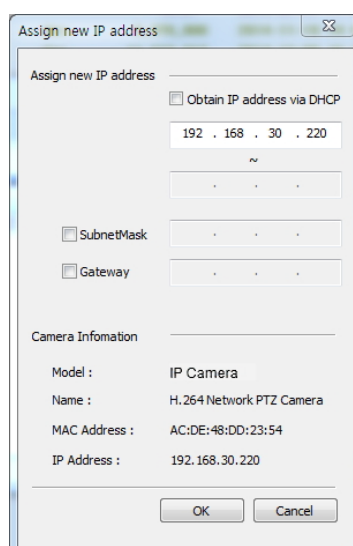 Assign new IP address
Assign new IP address
Obtain IP address via DHCP
192 . 168 . 30 . 220
~
. . .
SubnetMask . . .
Gateway . . .
Camera Infomation
Model : IP Camera
Name : H.264 Network PTZ Camera
MAC Address : AC:DE:48:DD:23:54
IP Address : 192.168.30.220
OK Cancel